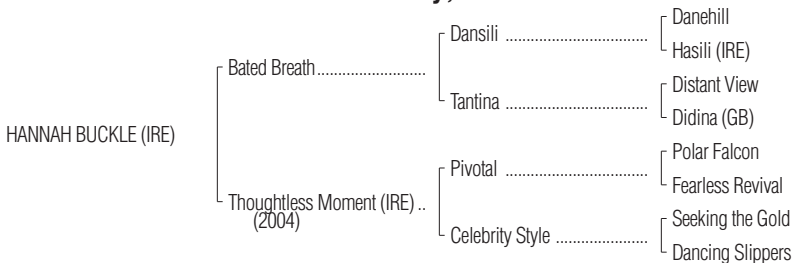 HANNAH BUCKLE (IRE)
Bated Breath..........................
Thoughtless Moment (IRE) ..
(2004)
Dansili ..................................
Tantina ..................................
Pivotal ..................................
Celebrity Style ......................
Danehill
Hasili (IRE)
Distant View
Didina (GB)
Polar Falcon
Fearless Revival
Seeking the Gold
Dancing Slippers